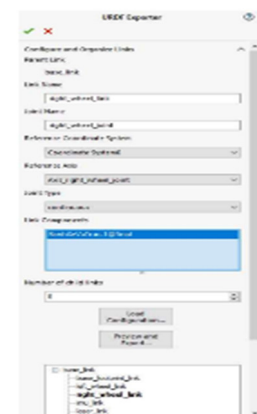 URDF Exporter
Configure and Organize Links
Parent Link
base_link
Link Name
right_wheel_link
Joint Name
right_wheel_joint
Reference Coordinate System
Reference Axis
Axis_right_wheel_joint
Joint Type
continuous
Link Components
Number of child links
0
Load
Configuration...
Preview and
Export...
base_link
left_wheel_link
right_wheel_link
imu_link
laser_link